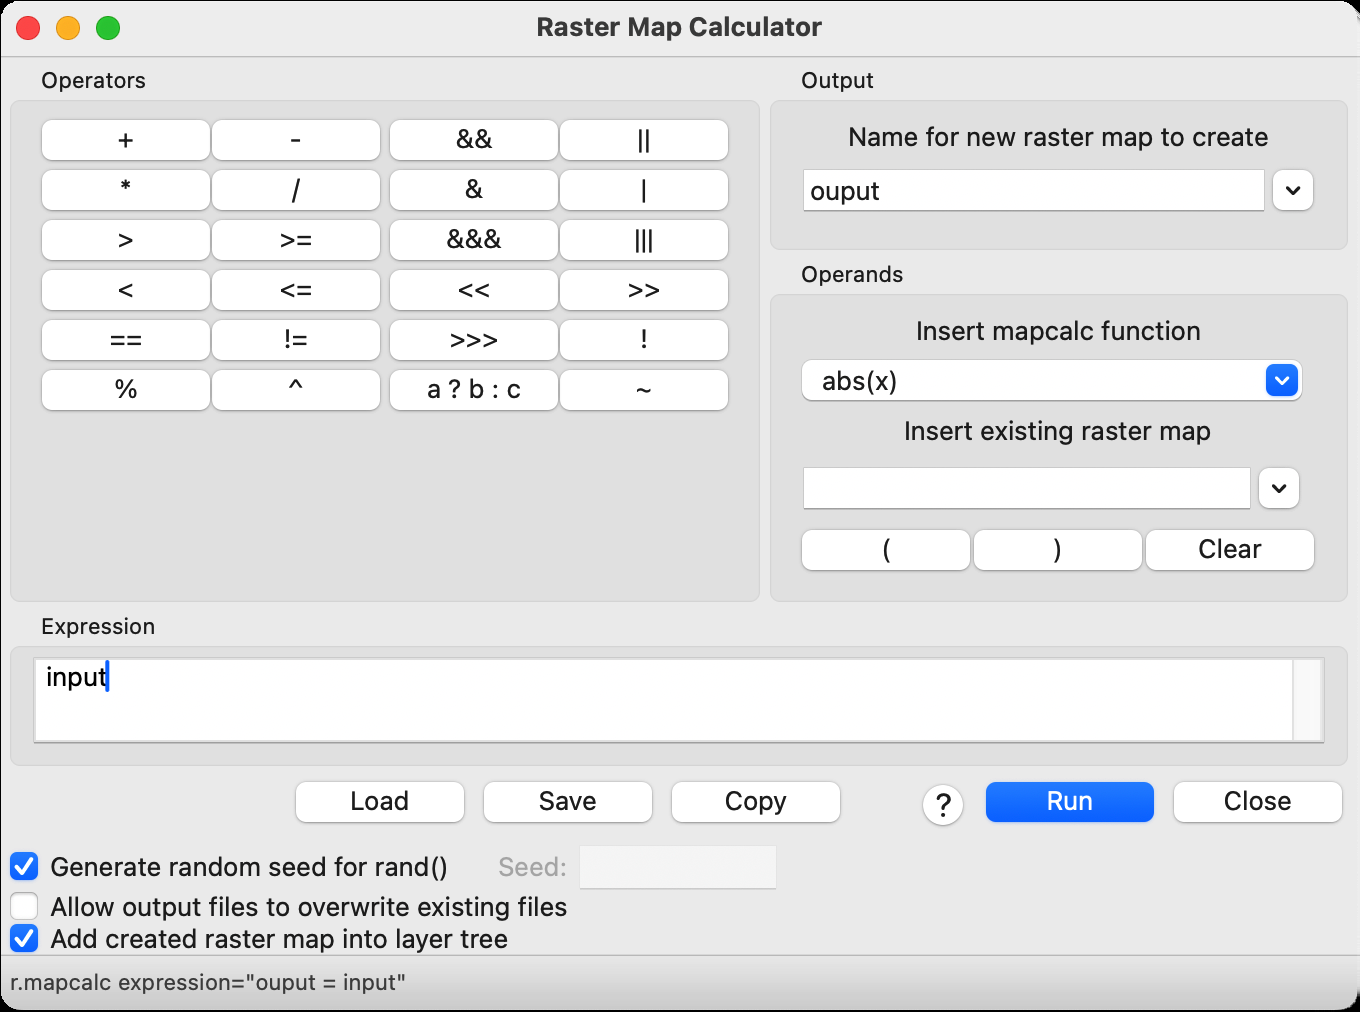 Raster Map Calculator
Operators
+ - && ||
* / & |
> >= &&& |||
< <= << >>
== != >>> !
% ^ a ? b : c ~
Output
Name for new raster map to create
ouput
Operands
Insert mapcalc function
abs(x)
Insert existing raster map
( ) Clear
Expression
input
Load Save Copy ? Run Close
Generate random seed for rand() Seed:
Allow output files to overwrite existing files
Add created raster map into layer tree
r.mapcalc expression="ouput = input"